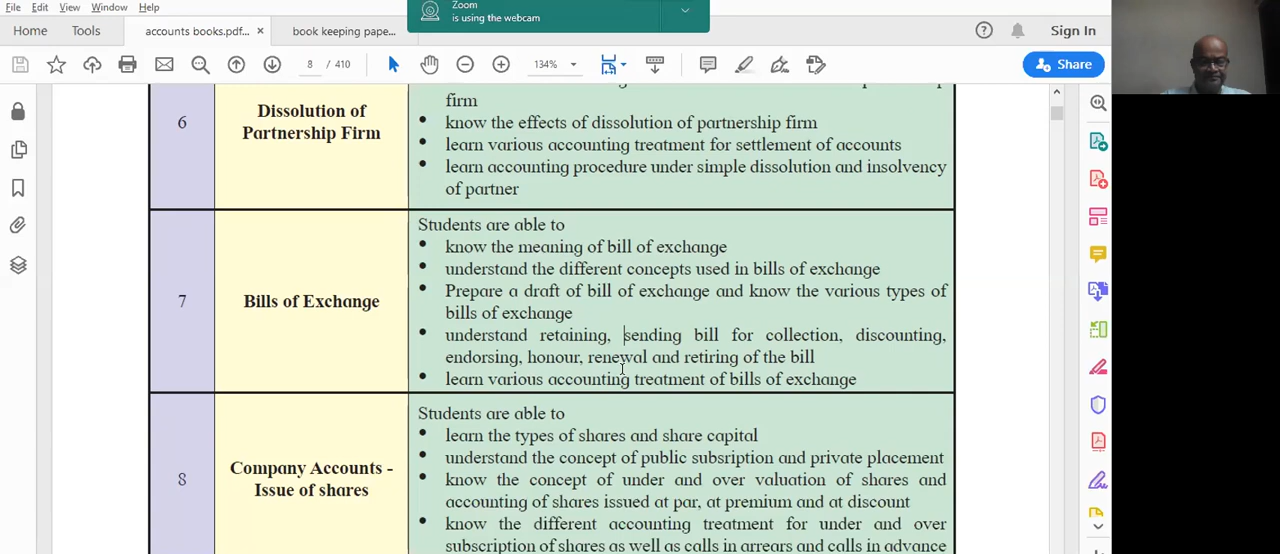 File Edit View Window Help
Zoom
is using the webcam
Home Tools accounts books.pdf... × book keeping pape... Sign In
8 / 410 134% Share
firm
6
Dissolution of
Partnership Firm
• know the effects of dissolution of partnership firm
• learn various accounting treatment for settlement of accounts
• learn accounting procedure under simple dissolution and insolvency
of partner
7
Bills of Exchange
Students are able to
• know the meaning of bill of exchange
• understand the different concepts used in bills of exchange
• Prepare a draft of bill of exchange and know the various types of
bills of exchange
• understand retaining, sending bill for collection, discounting,
endorsing, honour, renewal and retiring of the bill
• learn various accounting treatment of bills of exchange
8
Company Accounts -
Issue of shares
Students are able to
• learn the types of shares and share capital
• understand the concept of public subsription and private placement
• know the concept of under and over valuation of shares and
accounting of shares issued at par, at premium and at discount
• know the different accounting treatment for under and over
subscription of shares as well as calls in arrears and calls in advance